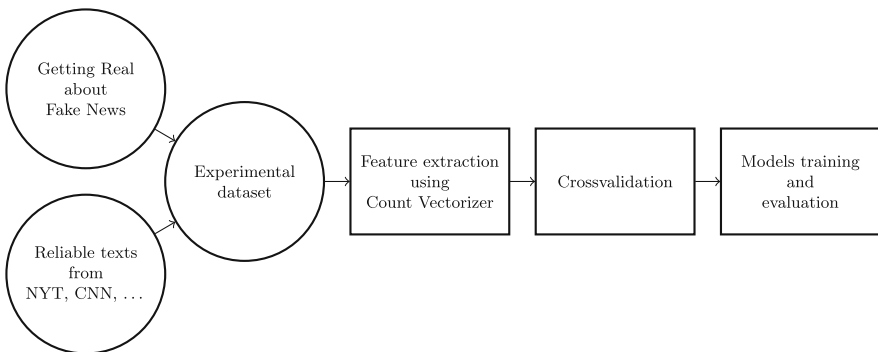 Getting Real
about
Fake News
Reliable texts
from
NYT, CNN, ...
Experimental
dataset
Feature extraction
using
Count Vectorizer
Crossvalidation
Models training
and
evaluation